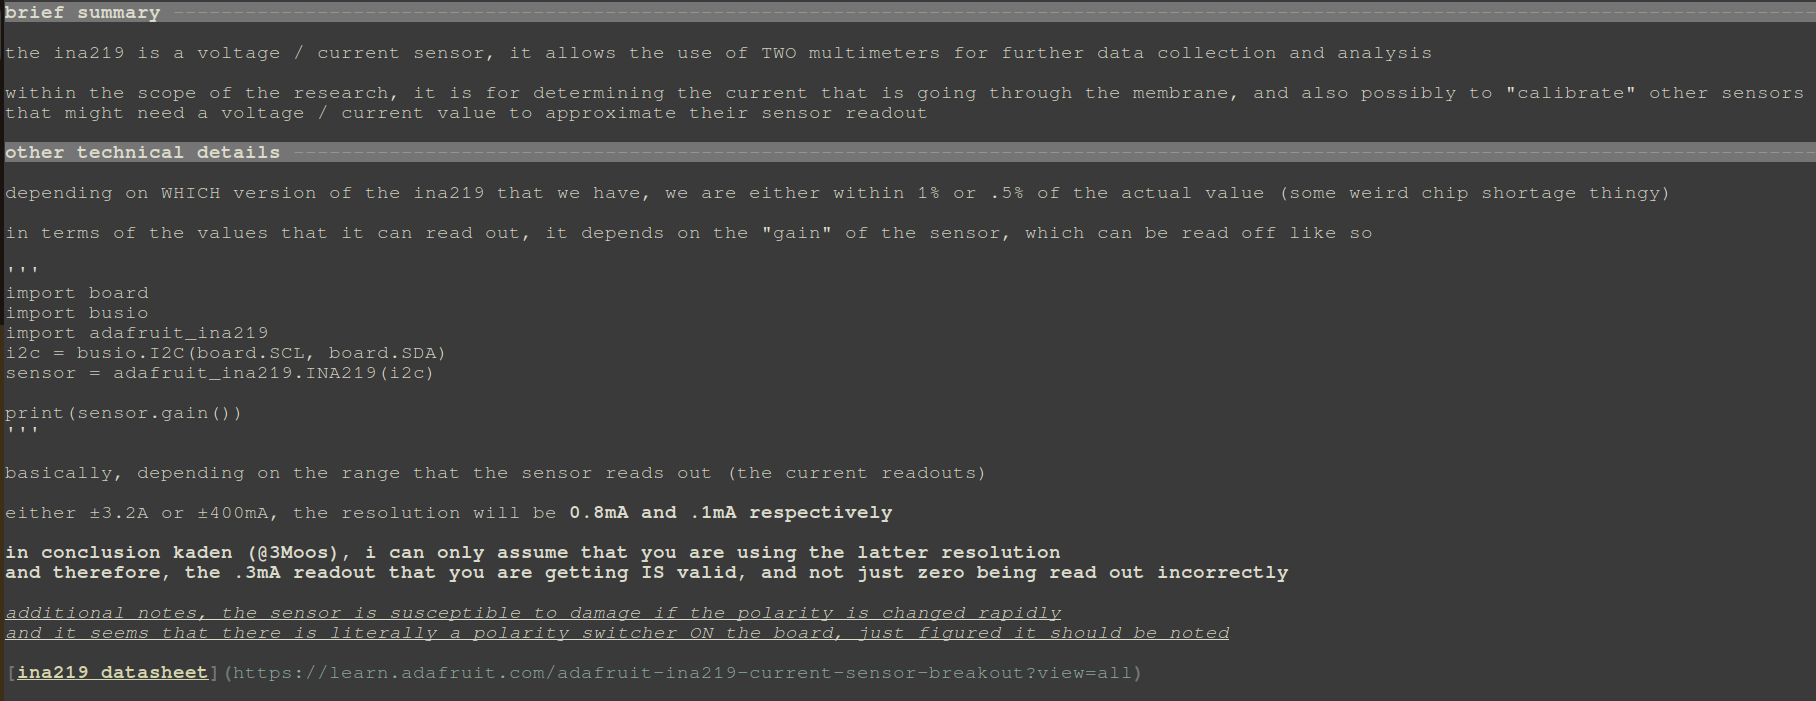 brief summary
the ina219 is a voltage / current sensor, it allows the use of TWO multimeters for further data collection and analysis
within the scope of the research, it is for determining the current that is going through the membrane, and also possibly to "calibrate" other sensors
that might need a voltage / current value to approximate their sensor readout
other technical details
depending on WHICH version of the ina219 that we have, we are either within 1% or .5% of the actual value (some weird chip shortage thingy)
in terms of the values that it can read out, it depends on the "gain" of the sensor, which can be read off like so
'''
import board
import busio
import adafruit_ina219
i2c = busio.I2C(board.SCL, board.SDA)
sensor = adafruit_ina219.INA219(i2c)
print(sensor.gain())
'''
basically, depending on the range that the sensor reads out (the current readouts)
either ±3.2A or ±400mA, the resolution will be 0.8mA and .1mA respectively
in conclusion kaden (@3Moos), i can only assume that you are using the latter resolution
and therefore, the .3mA readout that you are getting IS valid, and not just zero being read out incorrectly
additional notes, the sensor is susceptible to damage if the polarity is changed rapidly
and it seems that there is literally a polarity switcher ON the board, just figured it should be noted
[ina219 datasheet](https://learn.adafruit.com/adafruit-ina219-current-sensor-breakout?view=all)